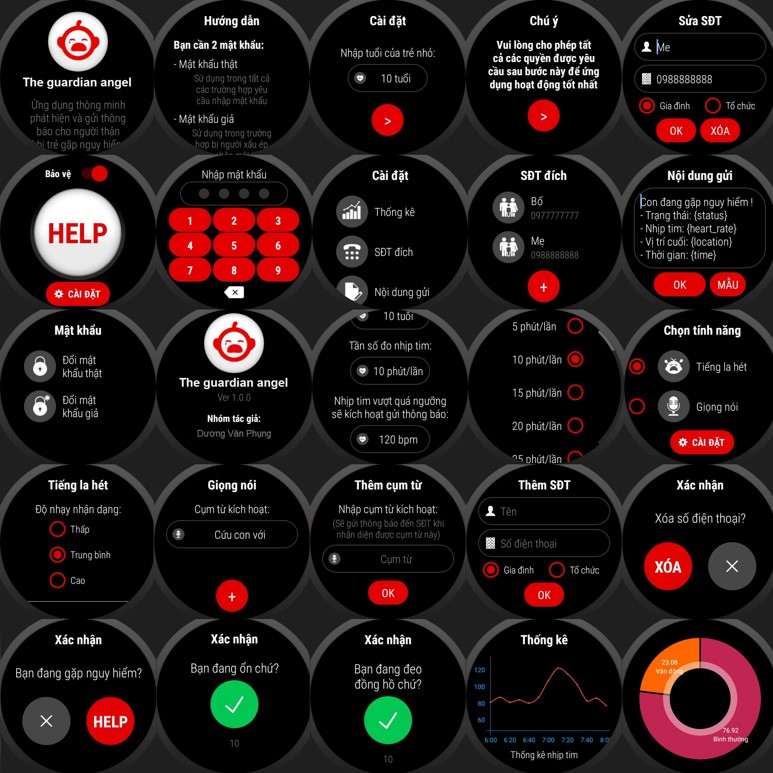 The guardian angel
Ứng dụng thông minh
phát hiện và gửi thông
báo cho người thân
khi trẻ gặp nguy hiểm
Hướng dẫn
Bạn cần 2 mật khẩu:
- Mật khẩu thật
Sử dụng trong tất cả
các trường hợp yêu
cầu nhập mật khẩu
- Mật khẩu giả
Sử dụng trong trường
hợp bị người xấu ép
Cài đặt
Nhập tuổi của trẻ nhỏ:
10 tuổi
>
Chú ý
Vui lòng cho phép tất
cả các quyền được yêu
cầu sau bước này để ứng
dụng hoạt động tốt nhất
>
Sửa SĐT
Mẹ
0988888888
Gia đình Tổ chức
OK XÓA
Bảo vệ
HELP
CÀI ĐẶT
Nhập mật khẩu
1 2 3
4 5 6
7 8 9
Cài đặt
Thống kê
SĐT đích
Nội dung gửi
SĐT đích
Bố
0977777777
Mẹ
0988888888
+
Nội dung gửi
Con đang gặp nguy hiểm !
- Trạng thái: {status}
- Nhịp tim: {heart_rate}
- Vị trí cuối: {location}
- Thời gian: {time}
OK MẪU
Mật khẩu
Đổi mật
khẩu thật
Đổi mật
khẩu giả
The guardian angel
Ver 1.0.0
Nhóm tác giả:
Dương Văn Phụng
10 tuổi
Tần số đo nhịp tim:
10 phút/lần
Nhịp tim vượt quá ngưỡng
sẽ kích hoạt gửi thông báo:
120 bpm
5 phút/lần
10 phút/lần
15 phút/lần
20 phút/lần
25 phút/lần
Chọn tính năng
Tiếng la hét
Giọng nói
CÀI ĐẶT
Tiếng la hét
Độ nhạy nhận dạng:
Thấp
Trung bình
Cao
Giọng nói
Cụm từ kích hoạt:
Cứu con với
+
Thêm cụm từ
Nhập cụm từ kích hoạt:
(Sẽ gửi thông báo đến SĐT khi
nhận diện được cụm từ này)
Cụm từ
OK
Thêm SĐT
Tên
Số điện thoại
Gia đình Tổ chức
OK
Xác nhận
Xóa số điện thoại?
XÓA
Xác nhận
Bạn đang gặp nguy hiểm?
HELP
Xác nhận
Bạn đang ổn chứ?
10
Xác nhận
Bạn đang đeo
đồng hồ chứ?
10
Thống kê
120
100
80
60
6:00 6:20 6:40 7:00 7:20 7:40 8:0
Thống kê nhịp tim
23.08
Vận động
76.92
Bình thường